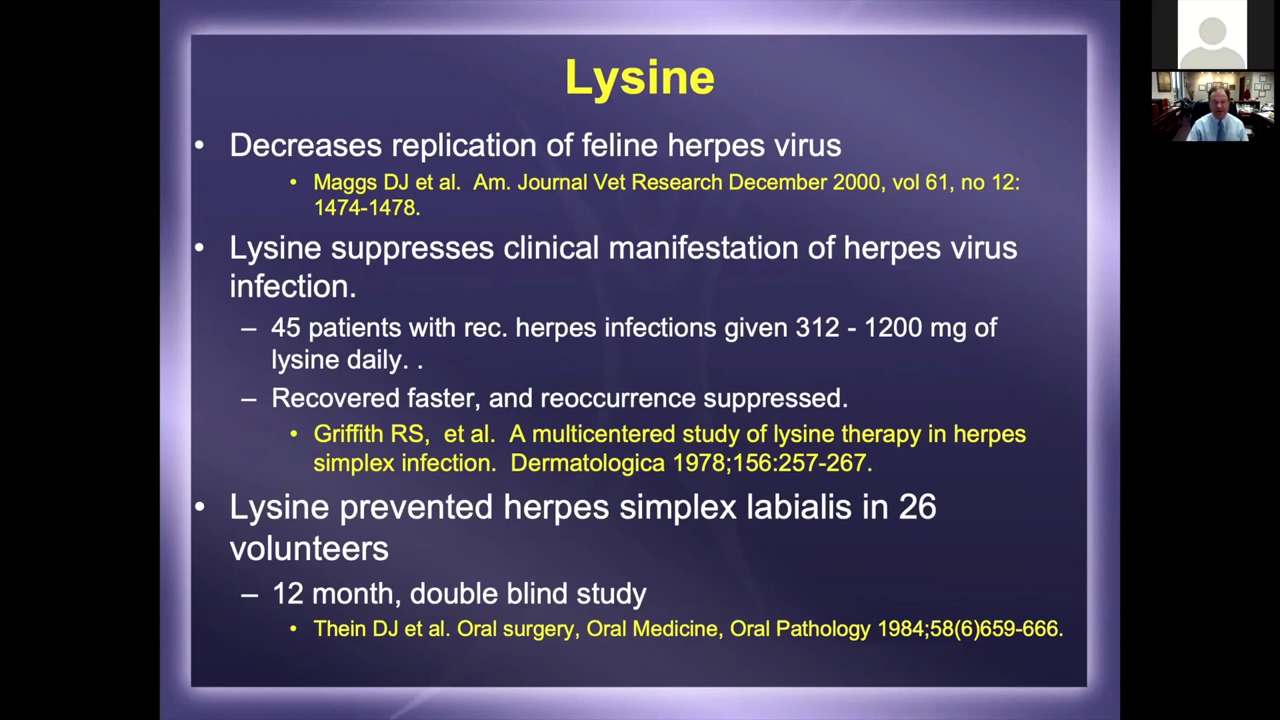 Lysine
• Decreases replication of feline herpes virus
• Maggs DJ et al. Am. Journal Vet Research December 2000, vol 61, no 12:
1474-1478.
• Lysine suppresses clinical manifestation of herpes virus
infection.
– 45 patients with rec. herpes infections given 312 - 1200 mg of
lysine daily. .
– Recovered faster, and reoccurrence suppressed.
• Griffith RS, et al. A multicentered study of lysine therapy in herpes
simplex infection. Dermatologica 1978;156:257-267.
• Lysine prevented herpes simplex labialis in 26
volunteers
– 12 month, double blind study
• Thein DJ et al. Oral surgery, Oral Medicine, Oral Pathology 1984;58(6)659-666.